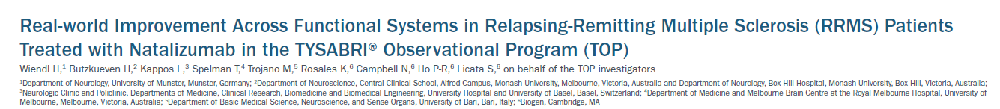 Real-world Improvement Across Functional Systems in Relapsing-Remitting Multiple Sclerosis (RRMS) Patients
Treated with Natalizumab in the TYSABRI® Observational Program (TOP)
Wiendl H,¹ Butzkueven H,² Kappos L,³ Spelman T,⁴ Trojano M,⁵ Rosales K,⁶ Campbell N,⁶ Ho P-R,⁶ Licata S,⁶ on behalf of the TOP investigators
¹Department of Neurology, University of Münster, Münster, Germany; ²Department of Neuroscience, Central Clinical School, Alfred Campus, Monash University, Melbourne, Victoria, Australia and Department of Neurology, Box Hill Hospital, Monash University, Box Hill, Victoria, Australia;
³Neurologic Clinic and Policlinic, Departments of Medicine, Clinical Research, Biomedicine and Biomedical Engineering, University Hospital and University of Basel, Basel, Switzerland; ⁴Department of Medicine and Melbourne Brain Centre at the Royal Melbourne Hospital, University of
Melbourne, Melbourne, Victoria, Australia; ⁵Department of Basic Medical Science, Neuroscience, and Sense Organs, University of Bari, Bari, Italy; ⁶Biogen, Cambridge, MA